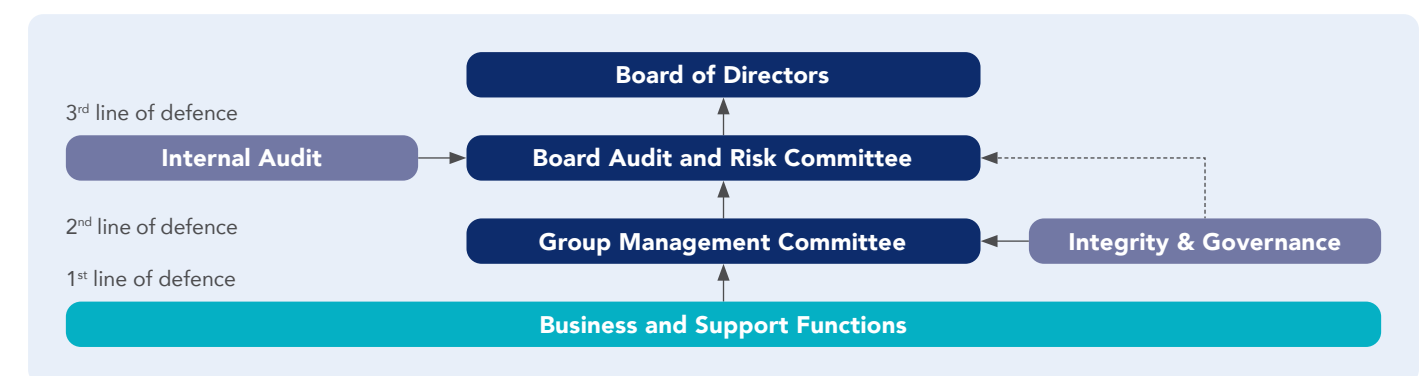 Board of Directors
3rd line of defence
Internal Audit
Board Audit and Risk Committee
2nd line of defence
Group Management Committee
Integrity & Governance
1st line of defence
Business and Support Functions